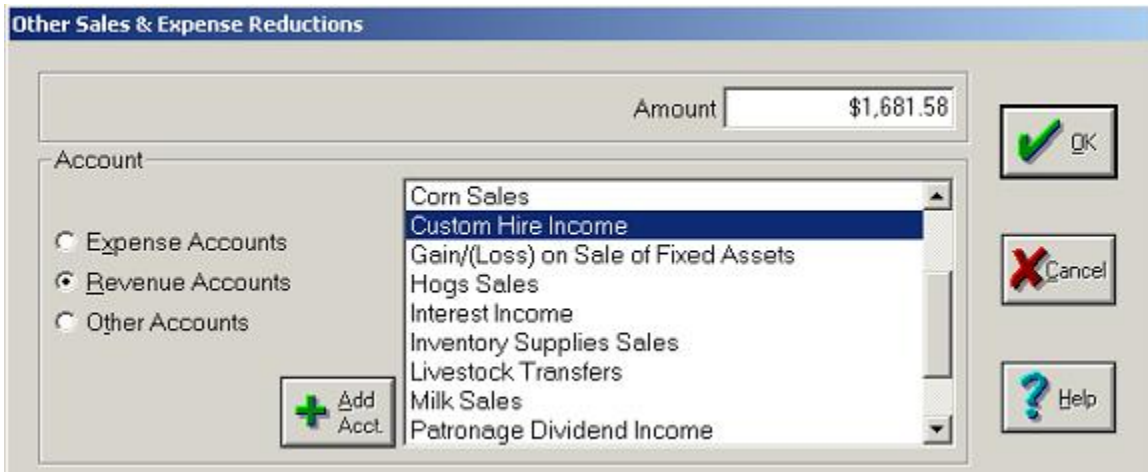 Other Sales & Expense Reductions
Amount $1,681.58
OK
Account
Expense Accounts
Revenue Accounts
Other Accounts
Corn Sales
Custom Hire Income
Gain/(Loss) on Sale of Fixed Assets
Hogs Sales
Interest Income
Inventory Supplies Sales
Livestock Transfers
Milk Sales
Patronage Dividend Income
Add
Acct.
Cancel
Help